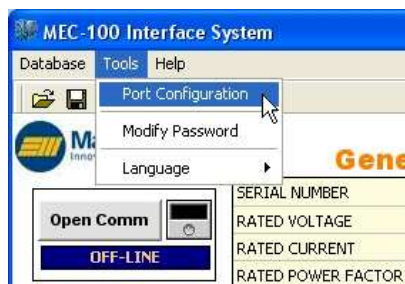 MEC-100 Interface System
Database Tools Help
Port Configuration
Modify Password
Language
SERIAL NUMBER
Open Comm
RATED VOLTAGE
OFF-LINE
RATED CURRENT
RATED POWER FACTOR